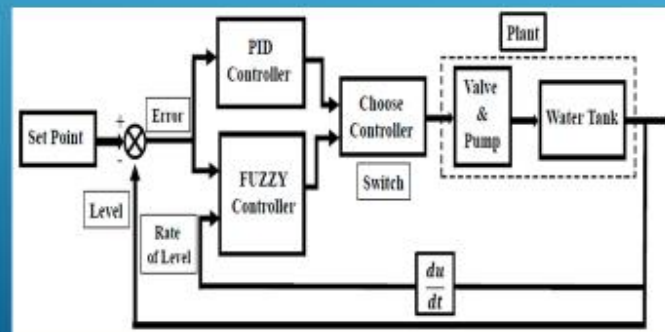 Plant
PID
Controller
Valve
&
Pump
Water Tank
Choose
Controller
Switch
+
Error
Set Point
-
FUZZY
Controller
Level
Rate
of Level
du
dt